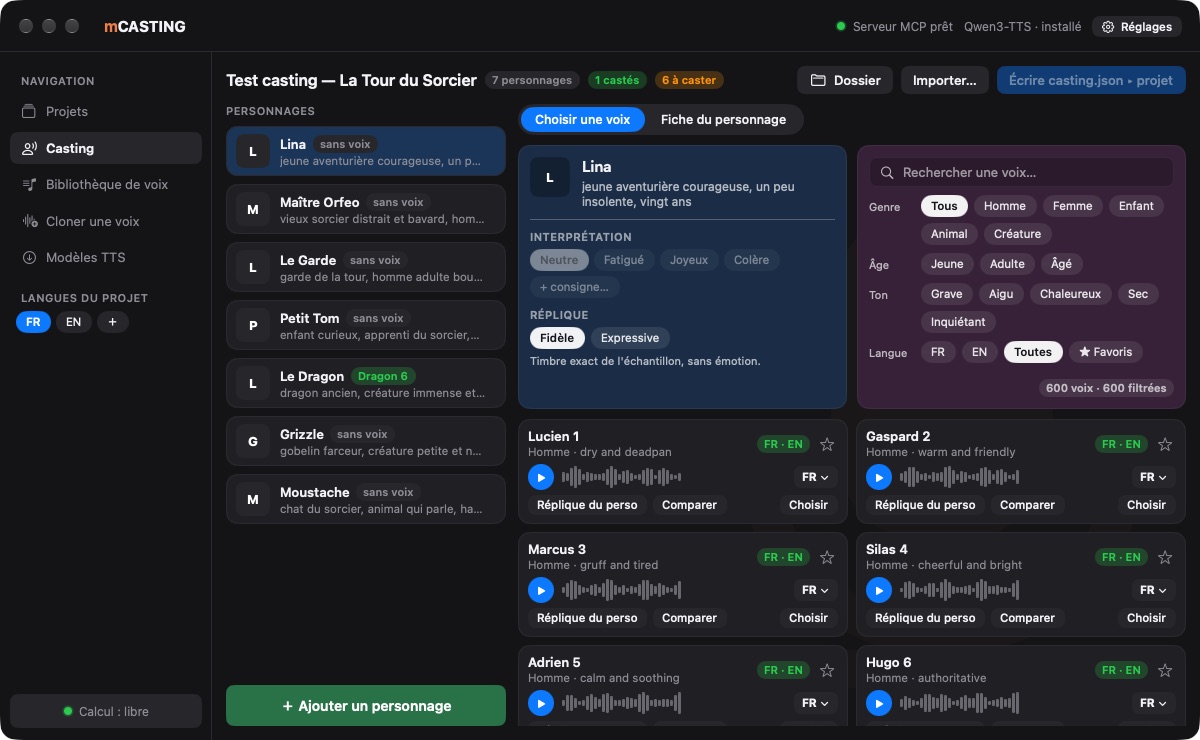 mCASTING
Serveur MCP prêt Qwen3-TTS · installé Réglages
NAVIGATION
Projets
Casting
Bibliothèque de voix
Cloner une voix
Modèles TTS
LANGUES DU PROJET
FR EN +
Calcul : libre
Test casting — La Tour du Sorcier 7 personnages 1 castés 6 à caster
Dossier Importer... Écrire casting.json ▸ projet
PERSONNAGES
L Lina sans voix
jeune aventurière courageuse, un p...
M Maître Orfeo sans voix
vieux sorcier distrait et bavard, hom...
L Le Garde sans voix
garde de la tour, homme adulte bou...
P Petit Tom sans voix
enfant curieux, apprenti du sorcier,...
L Le Dragon Dragon 6
dragon ancien, créature immense et...
G Grizzle sans voix
gobelin farceur, créature petite et n...
M Moustache sans voix
chat du sorcier, animal qui parle, ha...
+ Ajouter un personnage
Choisir une voix Fiche du personnage
L Lina
jeune aventurière courageuse, un peu
insolente, vingt ans
INTERPRÉTATION
Neutre Fatigué Joyeux Colère
+ consigne...
RÉPLIQUE
Fidèle Expressive
Timbre exact de l'échantillon, sans émotion.
Rechercher une voix...
Genre Tous Homme Femme Enfant
Animal Créature
Âge Jeune Adulte Âgé
Ton Grave Aigu Chaleureux Sec
Inquiétant
Langue FR EN Toutes ★ Favoris
600 voix · 600 filtrées
Lucien 1 FR · EN
Homme · dry and deadpan
FR
Réplique du perso Comparer Choisir
Gaspard 2 FR · EN
Homme · warm and friendly
FR
Réplique du perso Comparer Choisir
Marcus 3 FR · EN
Homme · gruff and tired
FR
Réplique du perso Comparer Choisir
Silas 4 FR · EN
Homme · cheerful and bright
FR
Réplique du perso Comparer Choisir
Adrien 5 FR · EN
Homme · calm and soothing
FR
Hugo 6 FR · EN
Homme · authoritative
FR